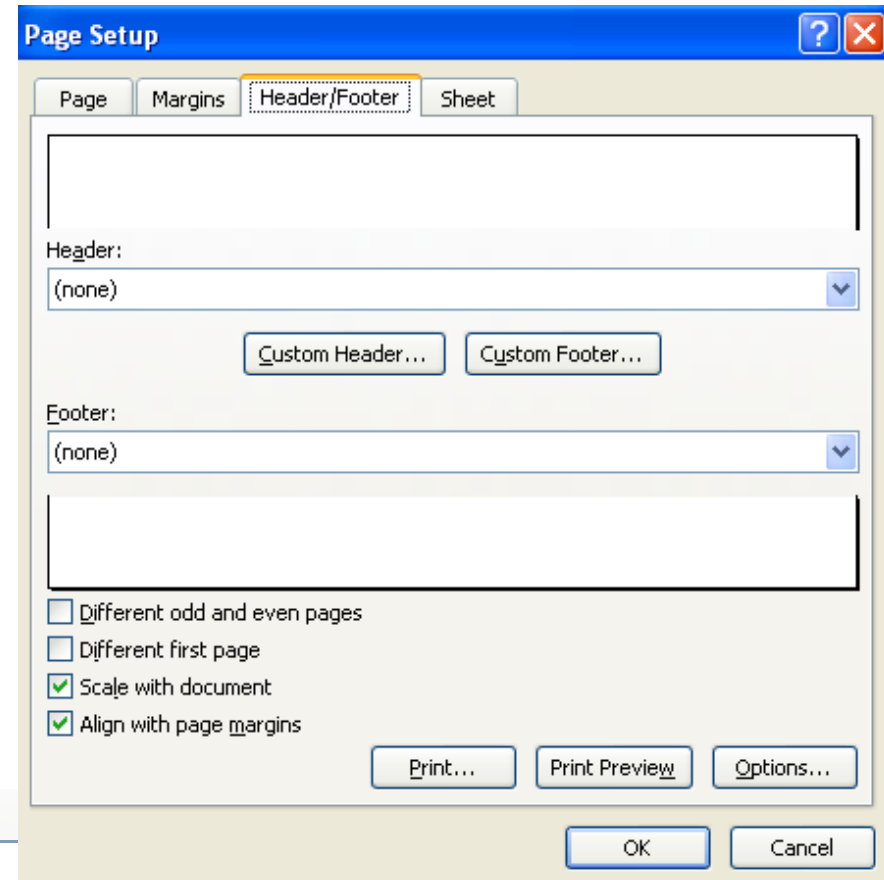 Page Setup
Page Margins Header/Footer Sheet
Header:
(none)
Custom Header... Custom Footer...
Footer:
(none)
Different odd and even pages
Different first page
Scale with document
Align with page margins
Print... Print Preview Options...
OK Cancel